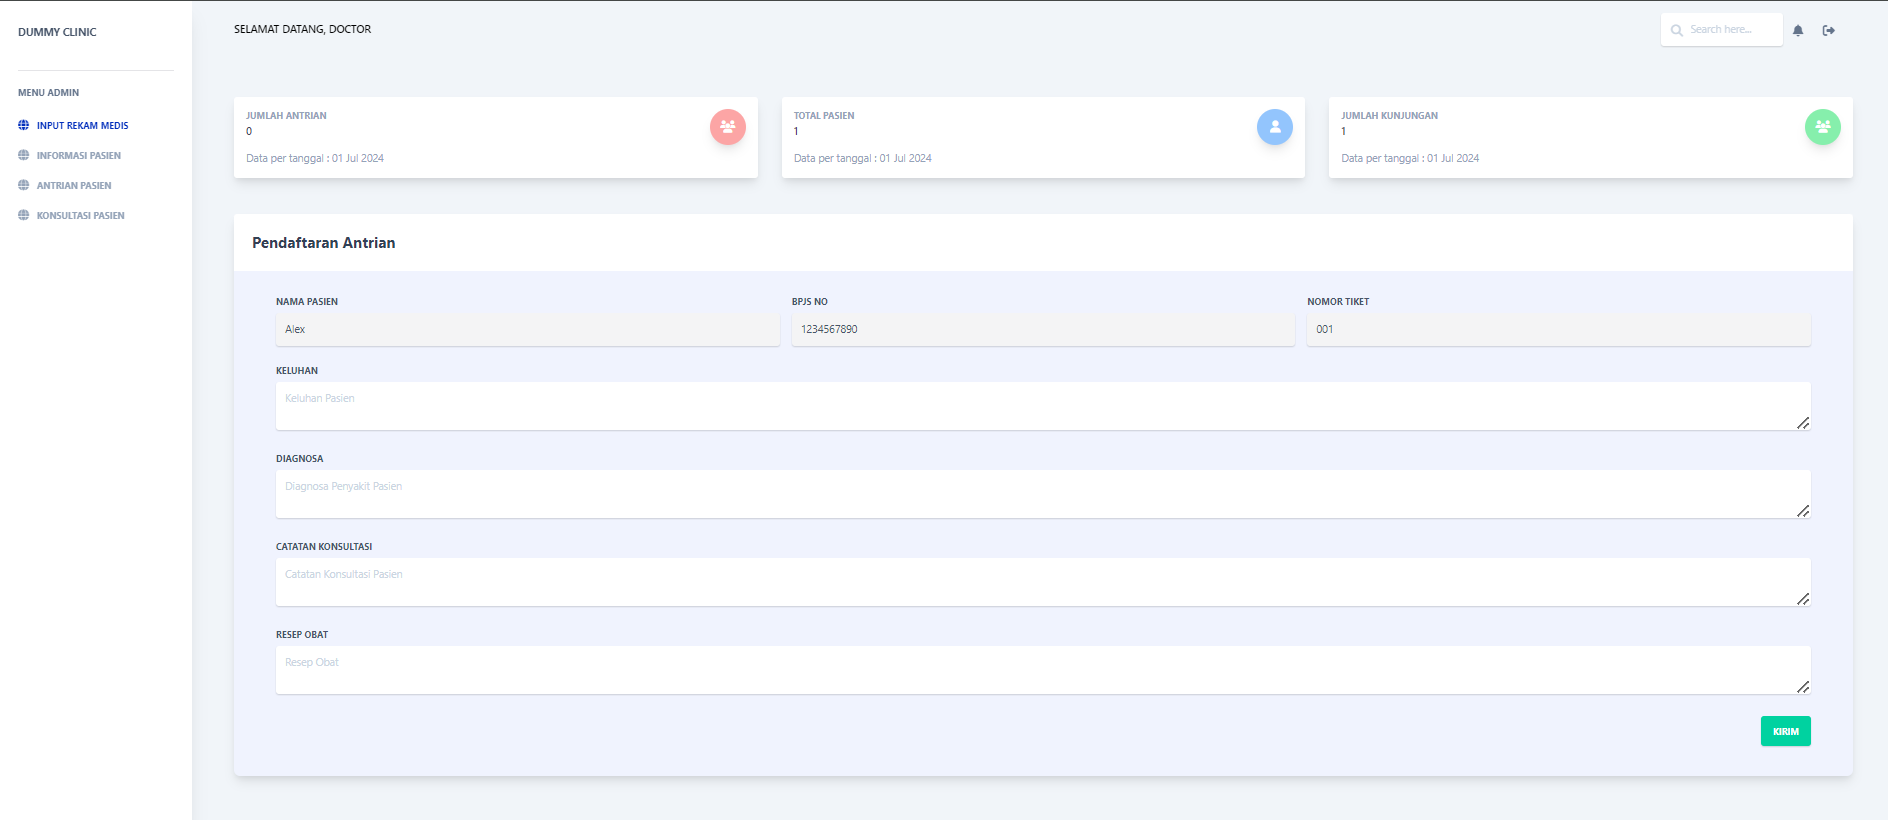 DUMMY CLINIC
MENU ADMIN
INPUT REKAM MEDIS
INFORMASI PASIEN
ANTRIAN PASIEN
KONSULTASI PASIEN
SELAMAT DATANG, DOCTOR
Search here...
JUMLAH ANTRIAN
0
Data per tanggal : 01 Jul 2024
TOTAL PASIEN
1
Data per tanggal : 01 Jul 2024
JUMLAH KUNJUNGAN
1
Data per tanggal : 01 Jul 2024
Pendaftaran Antrian
NAMA PASIEN
Alex
BPJS NO
1234567890
NOMOR TIKET
001
KELUHAN
Keluhan Pasien
DIAGNOSA
Diagnosa Penyakit Pasien
CATATAN KONSULTASI
Catatan Konsultasi Pasien
RESEP OBAT
Resep Obat
KIRIM